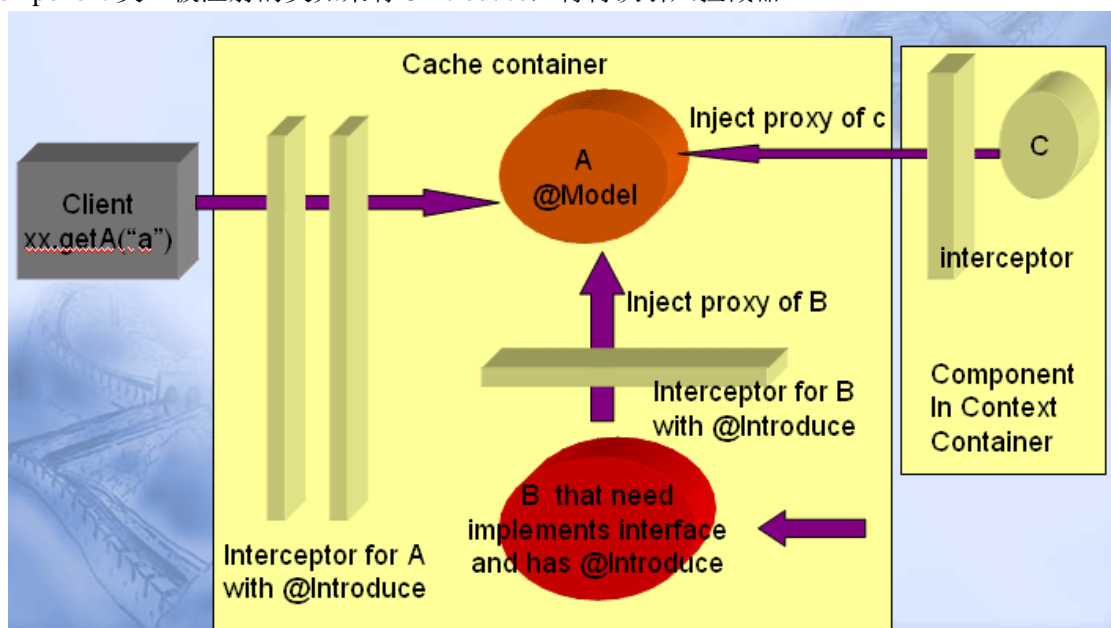 Cache container
Inject proxy of c
A
@Model
C
Client
xx.getA("a")
interceptor
Inject proxy of B
Interceptor for B
with @Introduce
Component
In Context
Container
B that need
implements interface
and has @Introduce
Interceptor for A
with @Introduce